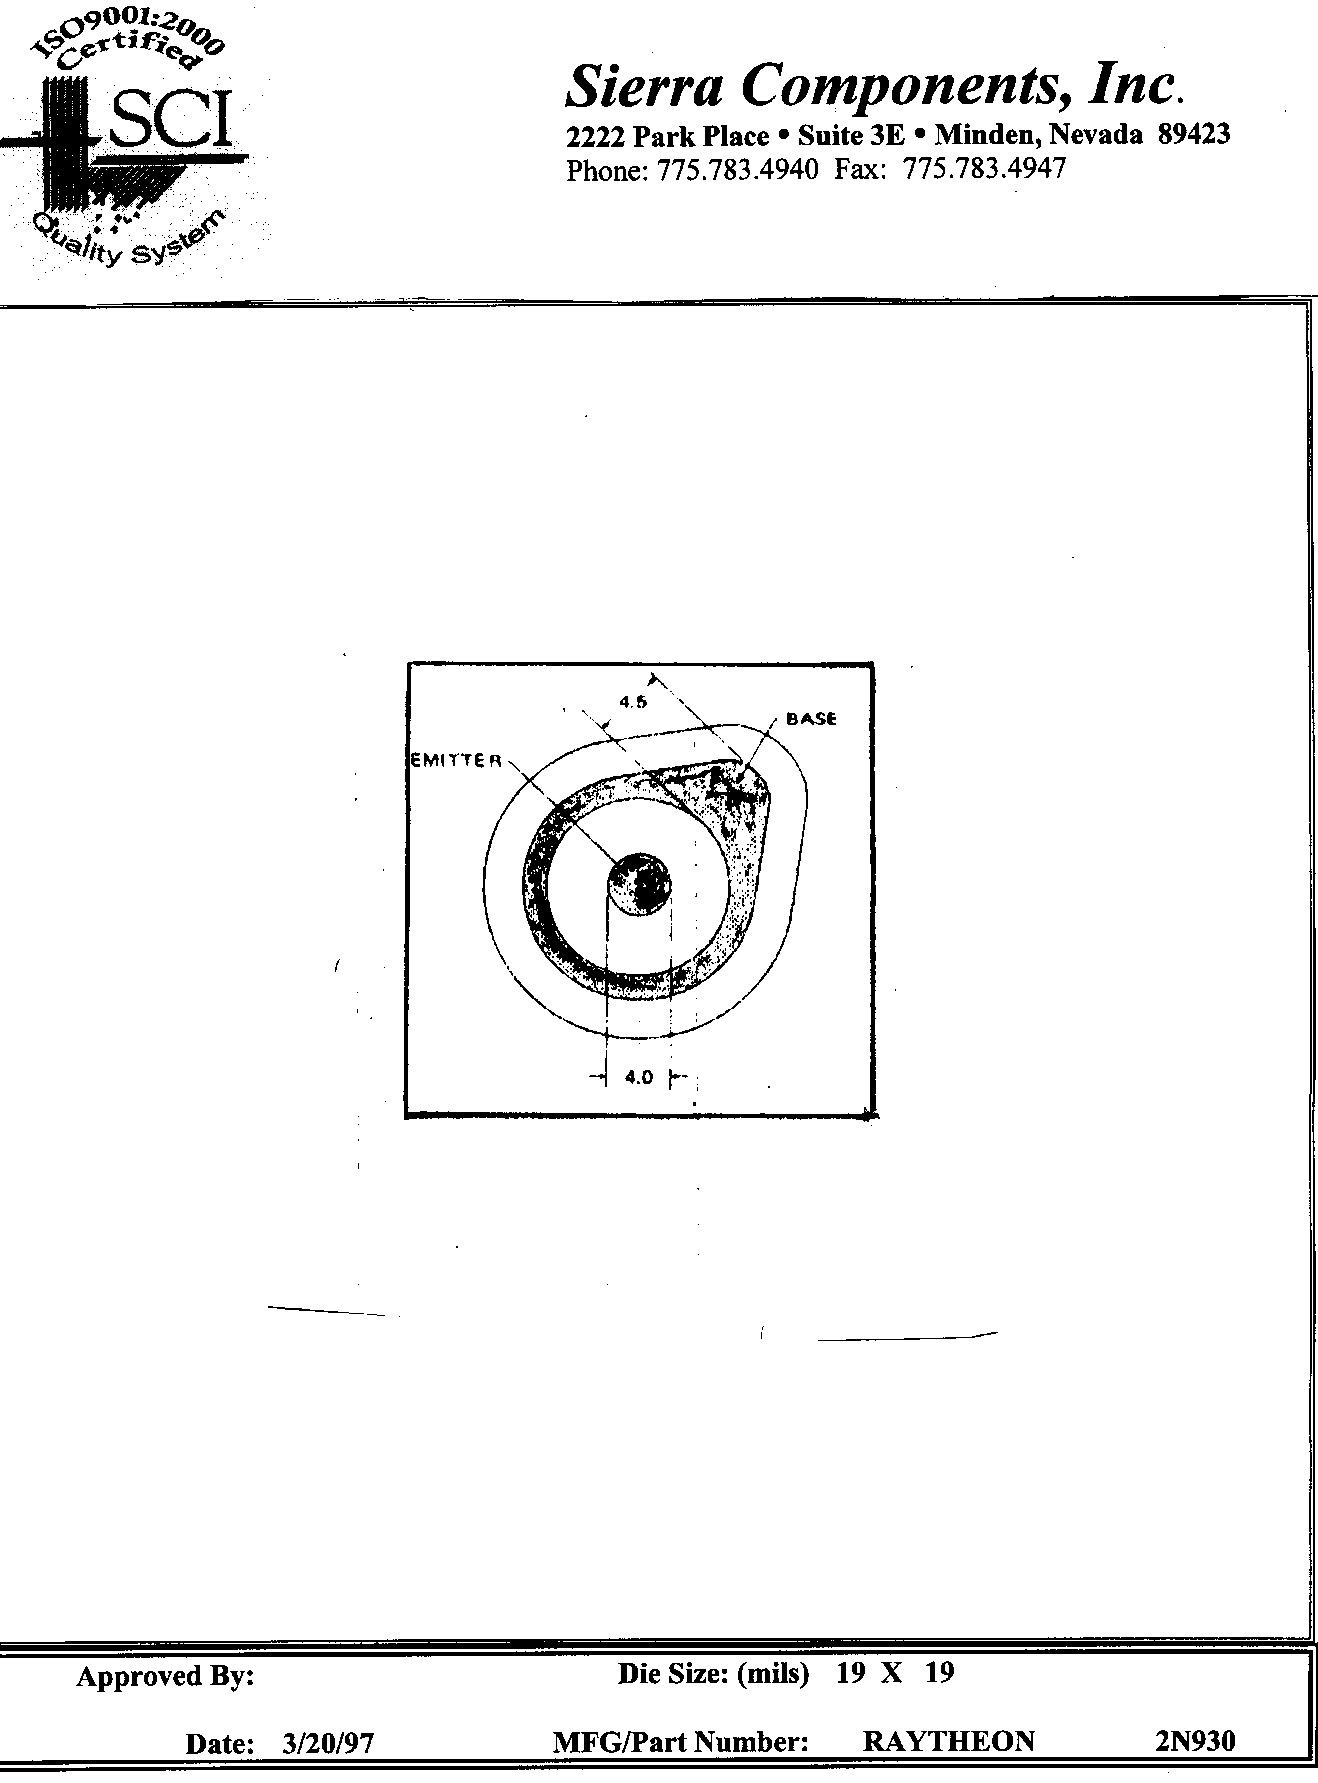 ISO9001:2000
Certified
SCI
Quality System
Sierra Components, Inc.
2222 Park Place • Suite 3E • Minden, Nevada 89423
Phone: 775.783.4940 Fax: 775.783.4947
4.5
BASE
EMITTER
4.0
Approved By:
Die Size: (mils) 19 X 19
Date: 3/20/97
MFG/Part Number: RAYTHEON 2N930